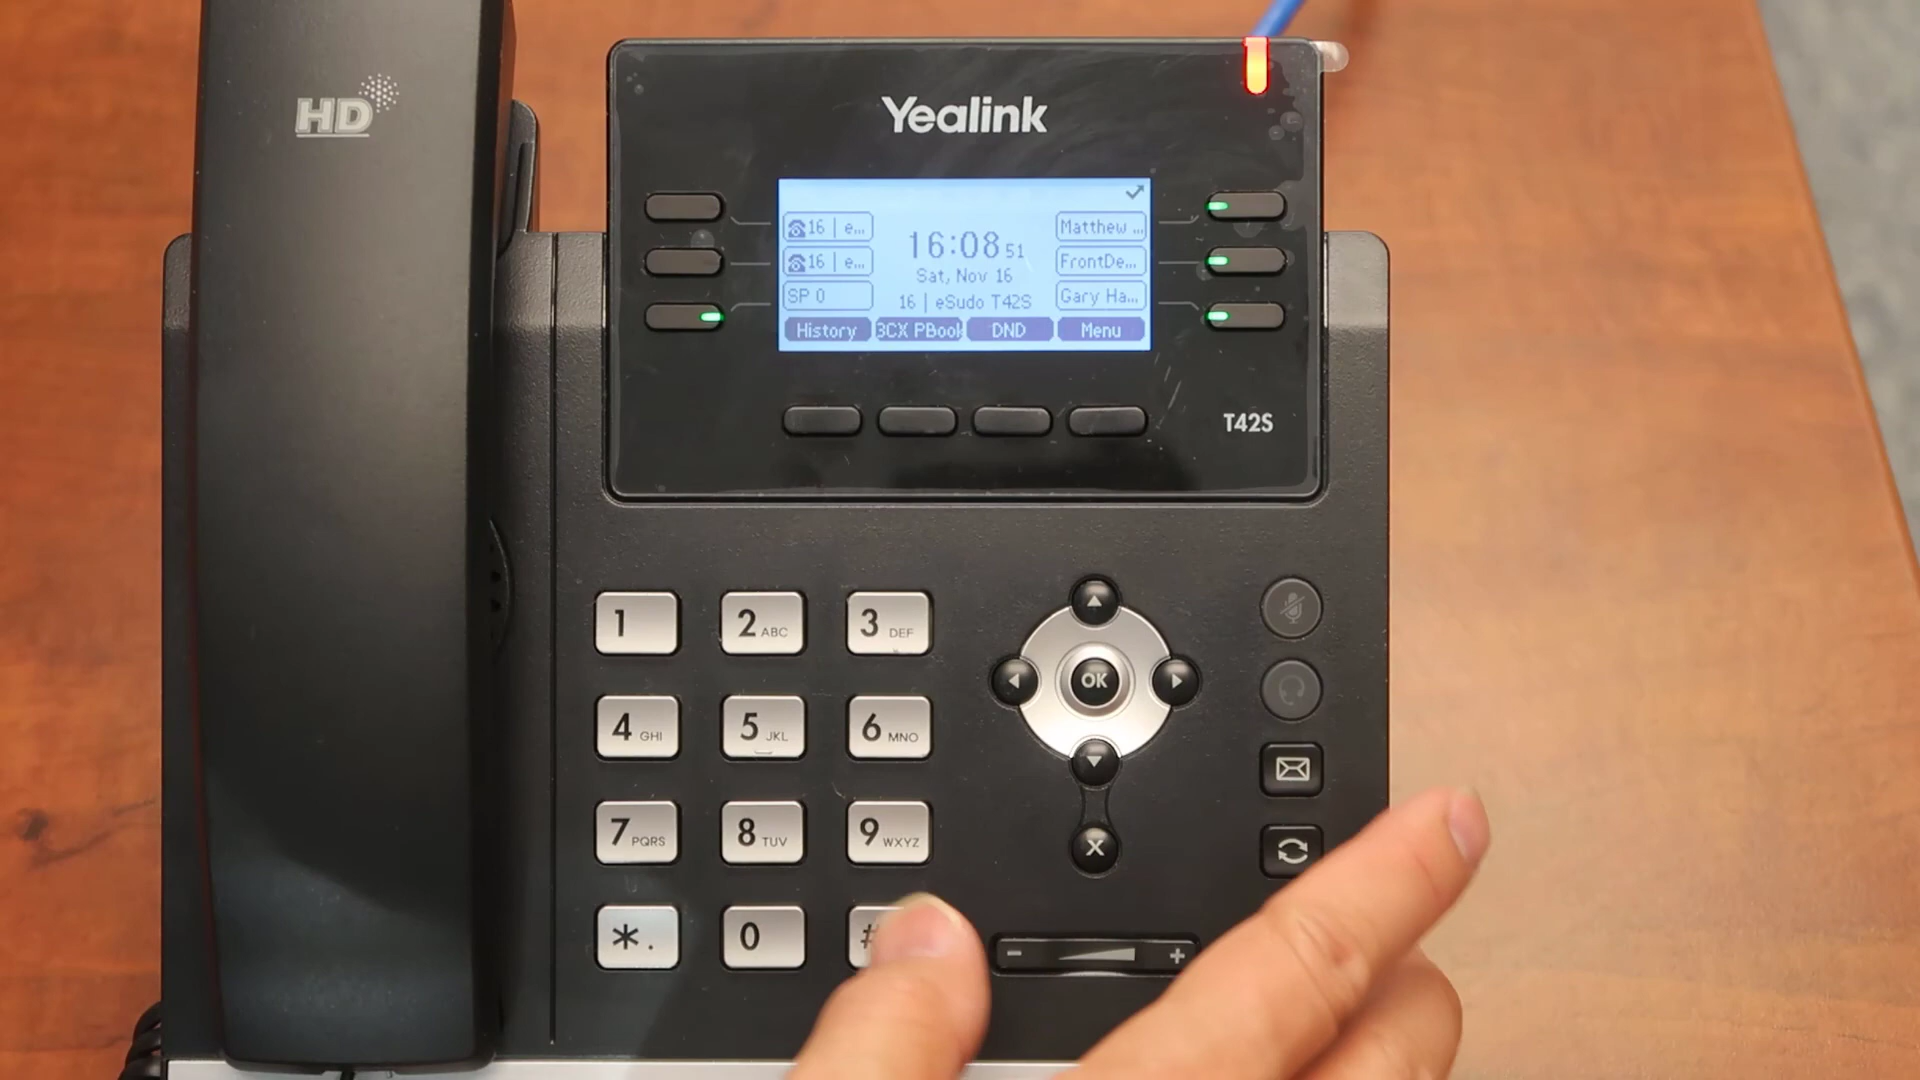 HD
Yealink
16 | e...
16:08 51
Matthew ...
16 | e...
Sat, Nov 16
FrontDe...
SP 0
16 | eSudo T42S
Gary Ha...
History 3CX PBook DND Menu
T42S
1 2 ABC 3 DEF
4 GHI 5 JKL 6 MNO
OK
7 PQRS 8 TUV 9 WXYZ
X
* . 0 #
- +